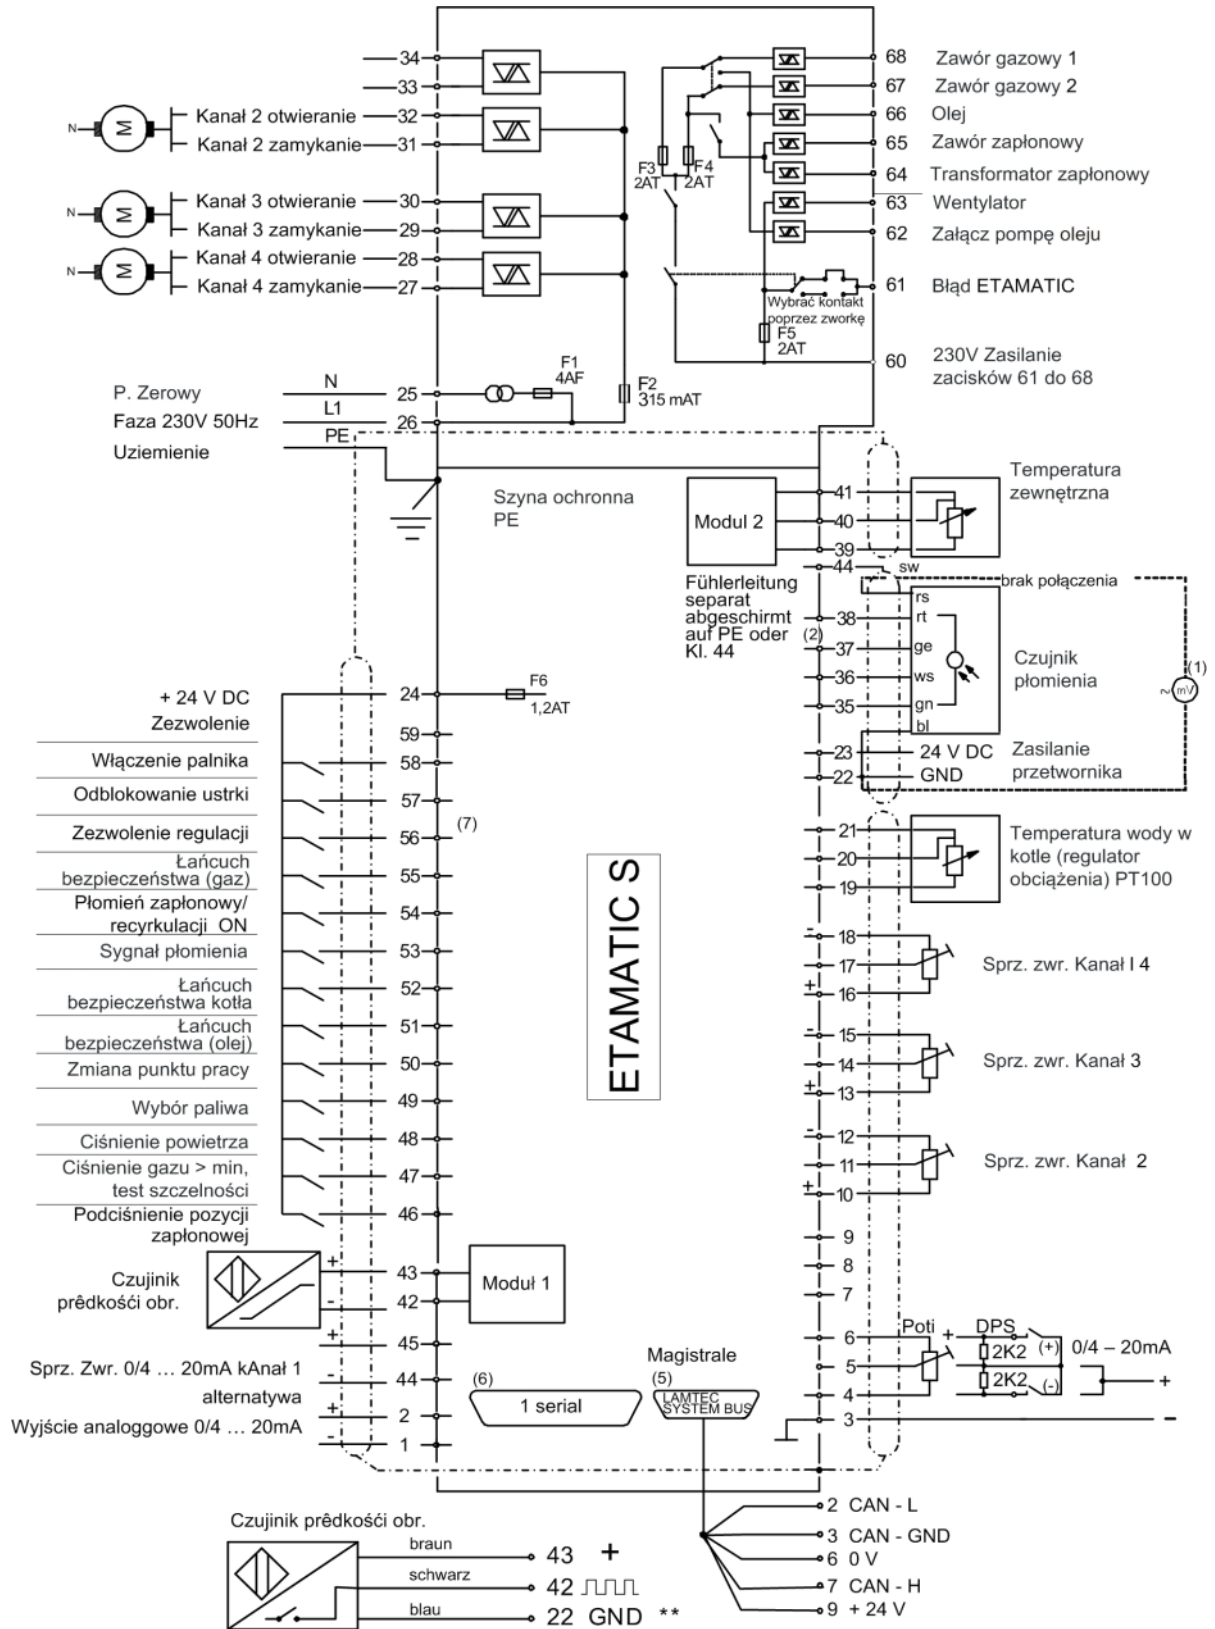 34
33
32
31
30
29
28
27
N
M
Kanał 2 otwieranie
Kanał 2 zamykanie
N
M
Kanał 3 otwieranie
Kanał 3 zamykanie
N
M
Kanał 4 otwieranie
Kanał 4 zamykanie
F3
2AT
F4
2AT
68 Zawór gazowy 1
67 Zawór gazowy 2
66 Olej
65 Zawór zapłonowy
64 Transformator zapłonowy
63 Wentylator
62 Załącz pompę oleju
61 Błąd ETAMATIC
Wybrać kontakt
poprzez zworkę
F5
2AT
60 230V Zasilanie
zacisków 61 do 68
F1
4AF
F2
315 mAT
P. Zerowy N 25
Faza 230V 50Hz L1 26
Uziemienie PE
Szyna ochronna
PE
Modul 2
41
40
39
Temperatura
zewnętrzna
44 sw
brak połączenia
Fühlerleitung
separat
abgeschirmt
auf PE oder
Kl. 44
(2)
rs
38 rt
37 ge
36 ws
35 gn
bl
Czujnik
płomienia
(1)
~ mV
23 24 V DC
22 GND
Zasilanie
przetwornika
+ 24 V DC 24
F6
1,2AT
Zezwolenie 59
Włączenie palnika 58
Odblokowanie ustrki 57
Zezwolenie regulacji 56
(7)
Łańcuch
bezpieczeństwa (gaz) 55
Płomień zapłonowy/
recyrkulacji ON 54
Sygnał płomienia 53
Łańcuch
bezpieczeństwa kotła 52
Łańcuch
bezpieczeństwa (olej) 51
Zmiana punktu pracy 50
Wybór paliwa 49
Ciśnienie powietrza 48
Ciśnienie gazu > min,
test szczelności 47
Podciśnienie pozycji
zapłonowej 46
ETAMATIC S
21
20
19
Temperatura wody w
kotle (regulator
obciążenia) PT100
- 18
17
+ 16
Sprz. zwr. Kanał I 4
- 15
14
+ 13
Sprz. zwr. Kanał 3
- 12
11
+ 10
Sprz. zwr. Kanał 2
9
8
7
Czujinik
prêdkośći obr.
+ 43
- 42
Moduł 1
+ 45
Sprz. Zwr. 0/4 … 20mA kAnał 1
- 44
alternatywa
+ 2
Wyjście analoggowe 0/4 … 20mA
- 1
(6)
1 serial
Magistrale
(5)
LAMTEC
SYSTEM BUS
6
5
4
3
Poti +
DPS
2K2 (+)
2K2 (-)
0/4 – 20mA
+
-
2 CAN - L
3 CAN - GND
6 0 V
7 CAN - H
9 + 24 V
Czujinik prêdkośći obr.
braun 43 +
schwarz 42
blau 22 GND **